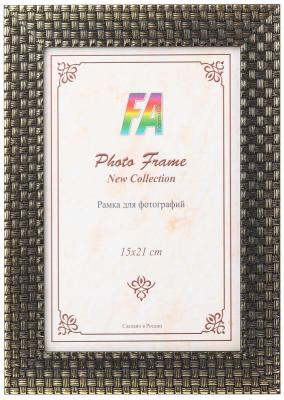 FA
Photo Frame
New Collection
Рамка для фотографий
15x21 cm
Сделано в России